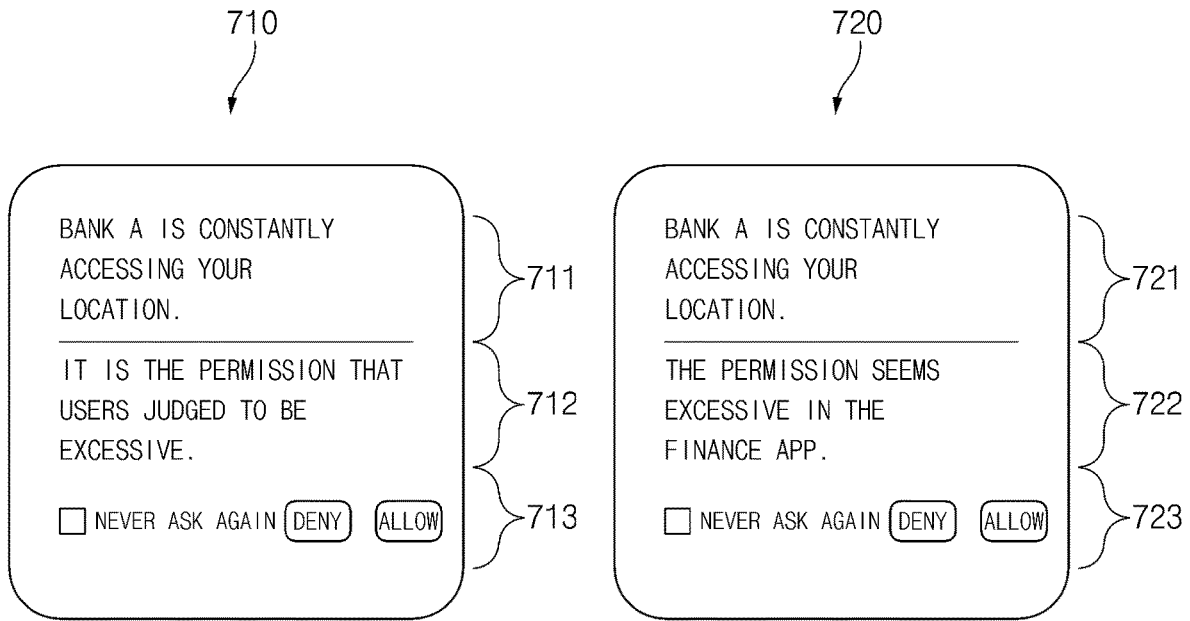 710
BANK A IS CONSTANTLY
ACCESSING YOUR
LOCATION.
711
IT IS THE PERMISSION THAT
USERS JUDGED TO BE
EXCESSIVE.
712
NEVER ASK AGAIN DENY ALLOW
713
720
BANK A IS CONSTANTLY
ACCESSING YOUR
LOCATION.
721
THE PERMISSION SEEMS
EXCESSIVE IN THE
FINANCE APP.
722
NEVER ASK AGAIN DENY ALLOW
723